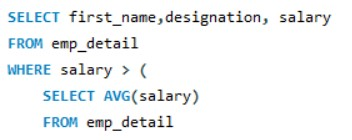 SELECT first_name,designation, salary
FROM emp_detail
WHERE salary > (
SELECT AVG(salary)
FROM emp_detail